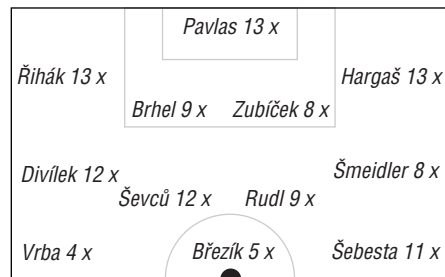 Pavlas 13 x
Řihák 13 x
Hargaš 13 x
Brhel 9 x
Zubíček 8 x
Divílek 12 x
Šmeidler 8 x
Ševců 12 x
Rudl 9 x
Vrba 4 x
Březík 5 x
Šebesta 11 x